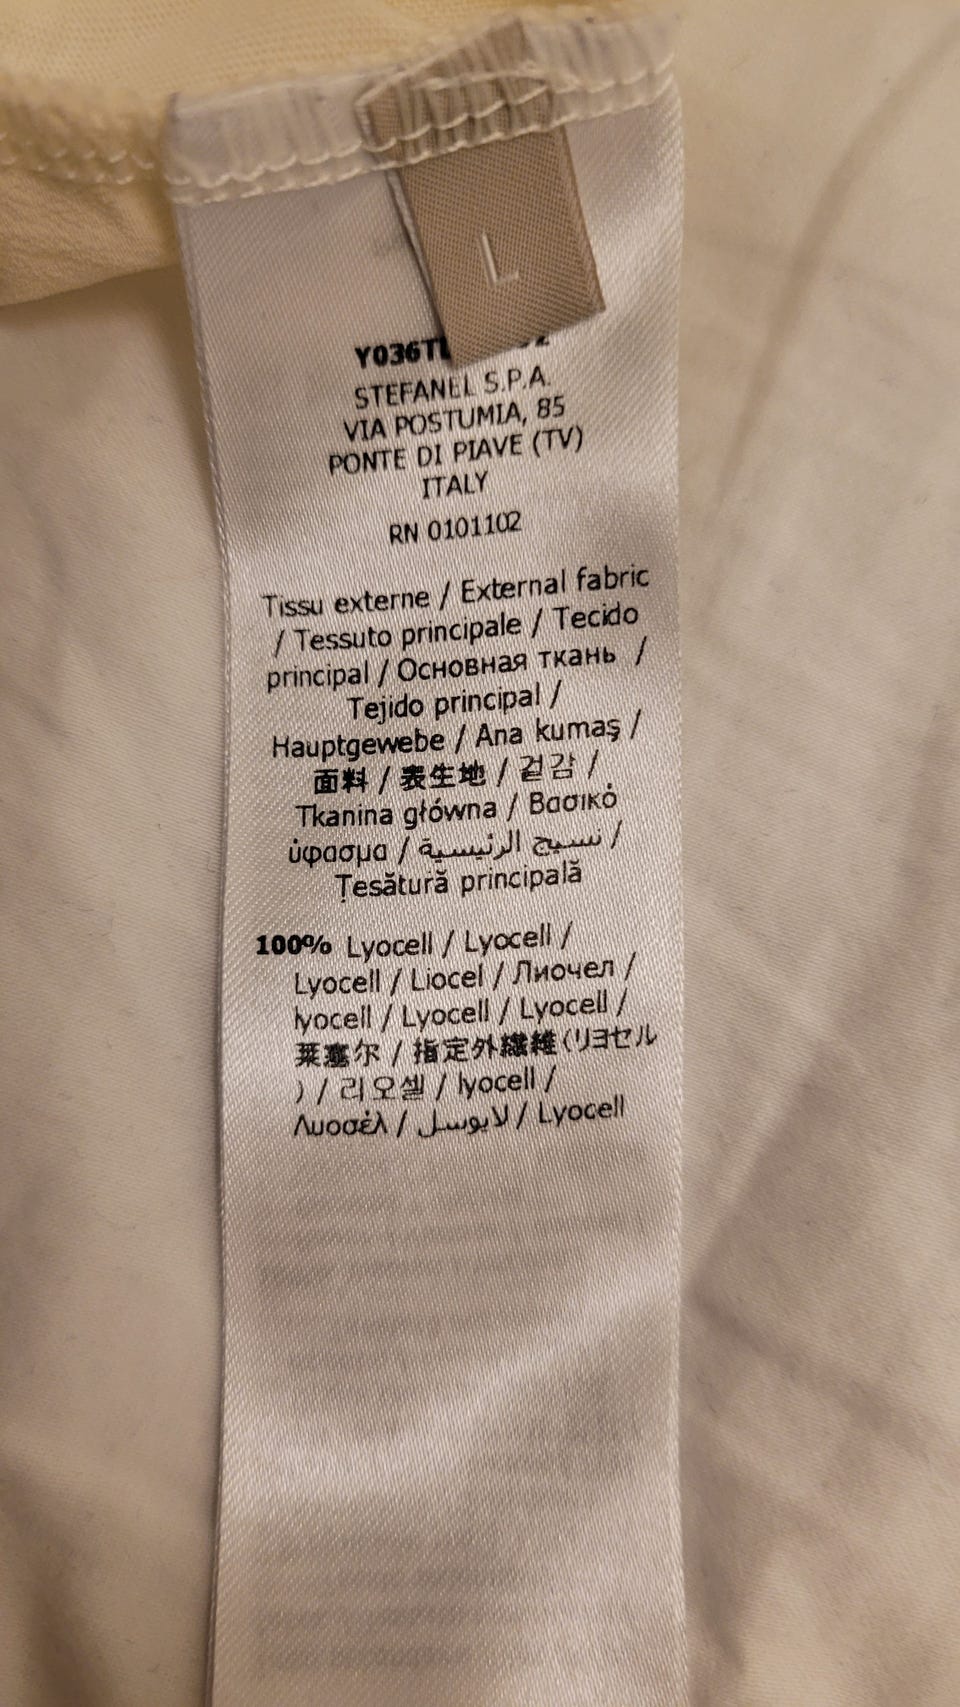 L
STEFANEL S.P.A.
VIA POSTUMIA, 85
PONTE DI PIAVE (TV)
ITALY
RN 0101102
Tissu externe / External fabric
/ Tessuto principale / Tecido
principal / Основная ткань /
Tejido principal /
Hauptgewebe / Ana kumaş /
面料 / 表生地 / 겉감 /
Tkanina główna / Βασικό
ύφασμα / نسيج الرئيسية /
Țesătură principală
100% Lyocell / Lyocell /
Lyocell / Liocel / Лиочел /
lyocell / Lyocell / Lyocell /
莱塞尔 / 指定外繊維(リヨセル
) / 리오셀 / lyocell /
Λυοσέλ / لايوسل / Lyocell